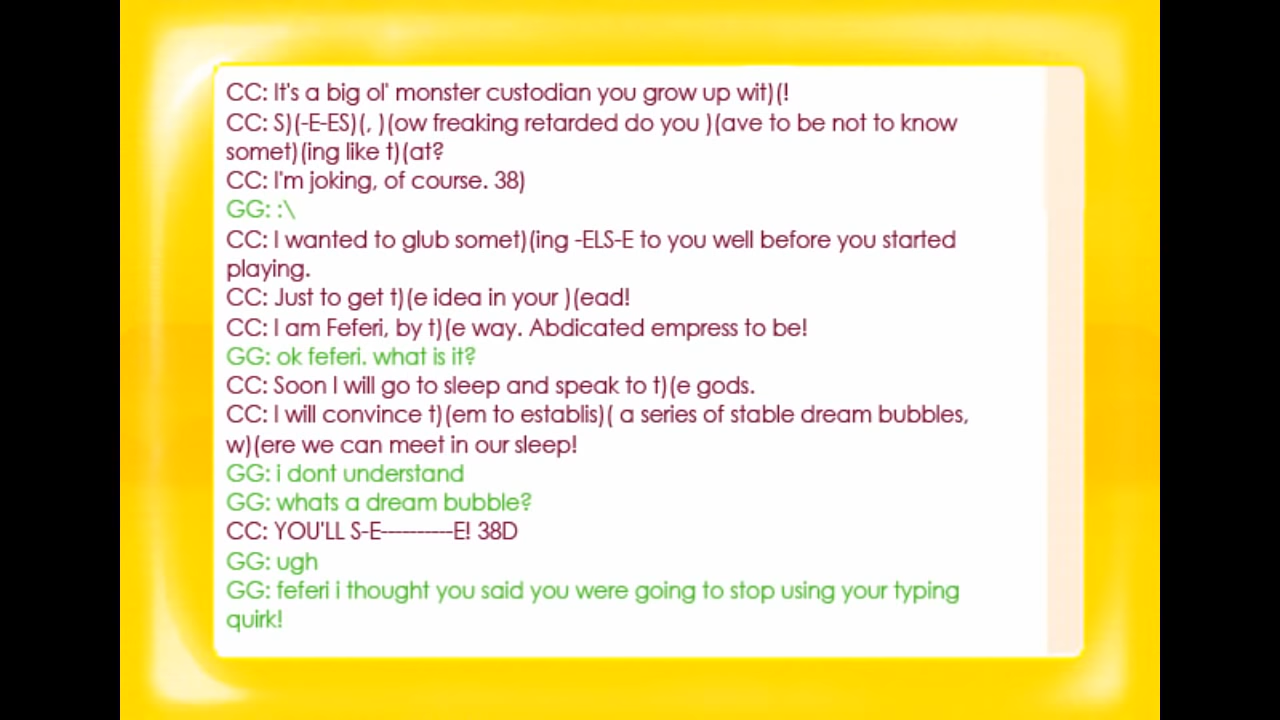 CC: It's a big ol' monster custodian you grow up wit)(!
CC: S)(-E-ES)(, )(ow freaking retarded do you )(ave to be not to know
somet)(ing like t)(at?
CC: I'm joking, of course. 38)
GG: :\
CC: I wanted to glub somet)(ing -ELS-E to you well before you started
playing.
CC: Just to get t)(e idea in your )(ead!
CC: I am Feferi, by t)(e way. Abdicated empress to be!
GG: ok feferi. what is it?
CC: Soon I will go to sleep and speak to t)(e gods.
CC: I will convince t)(em to establis)( a series of stable dream bubbles,
w)(ere we can meet in our sleep!
GG: i dont understand
GG: whats a dream bubble?
CC: YOU'LL S-E----------E! 38D
GG: ugh
GG: feferi i thought you said you were going to stop using your typing
quirk!